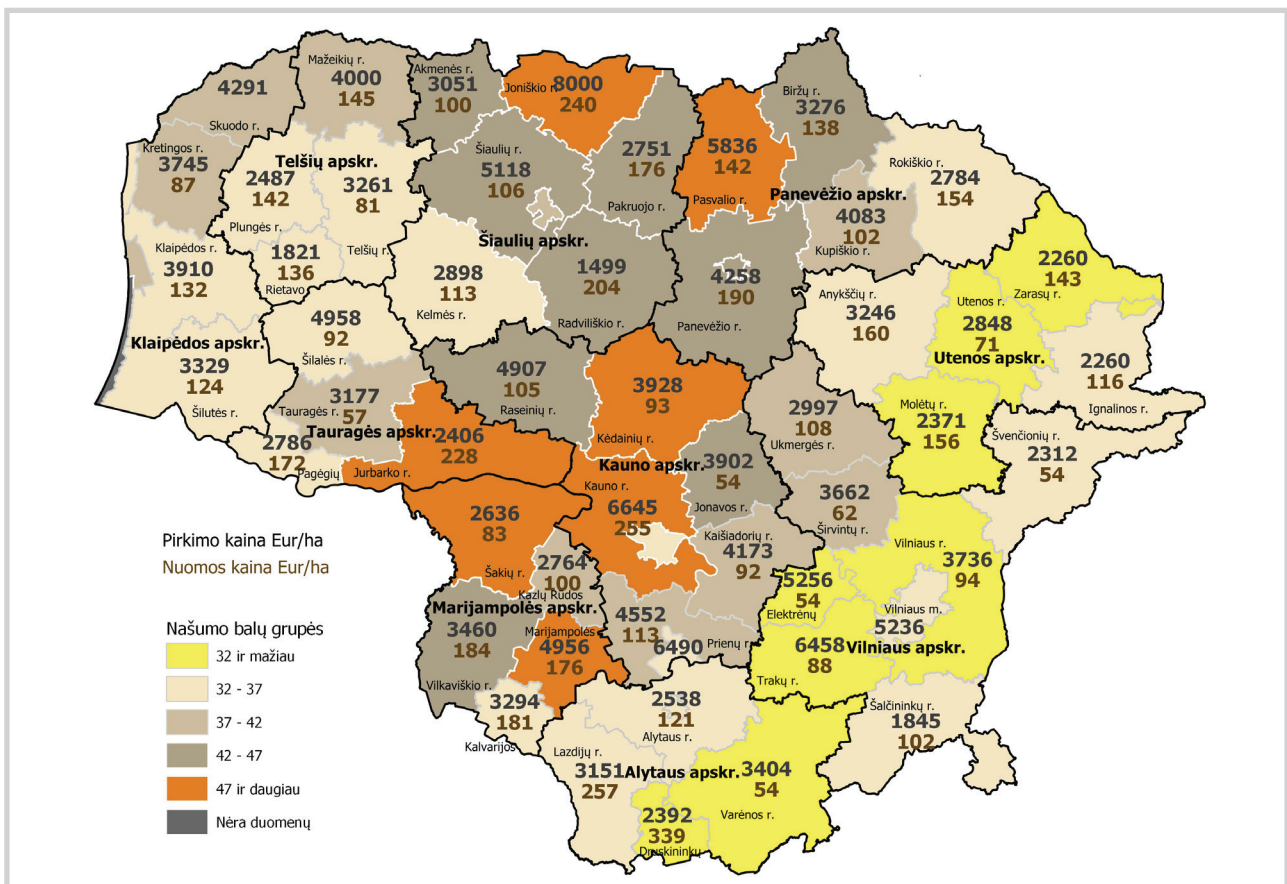 Mažeikių r.
4000
145
4291
Skuodo r.
Akmenės r.
3051
100
Joniškio r.
8000
240
Biržų r.
3276
138
Kretingos r.
3745
87
Telšių apskr.
2487
142
Plungės r.
3261
81
Telšių r.
Šiaulių r.
5118
106
2751
176
Pakruojo r.
5836
142
Pasvalio r.
Rokiškio r.
2784
154
Panevėžio apskr.
4083
102
Kupiškio r.
Klaipėdos r.
3910
132
1821
136
Rietavo
Šiaulių apskr.
2898
113
Kelmės r.
1499
204
Radviliškio r.
4258
190
Panevėžio r.
Anykščių r.
3246
160
2260
143
Zarasų r.
Utenos r.
2848
71
Utenos apskr.
2260
116
Ignalinos r.
Klaipėdos apskr.
3329
124
Šilutės r.
4958
92
Šilalės r.
4907
105
Raseinių r.
3928
93
Kėdainių r.
2997
108
Ukmergės r.
Molėtų r.
2371
156
Švenčionių r.
2312
54
3177
Tauragės r.
57
Tauragės apskr.
2786
172
Pagėgių
2406
228
Jurbarko r.
Kauno apskr.
Kauno r.
6645
255
3902
54
Jonavos r.
3662
62
Širvintų r.
2636
83
Šakių r.
Kaišiadorių r.
4173
92
Vilniaus r.
3736
94
Pirkimo kaina Eur/ha
Nuomos kaina Eur/ha
2764
100
Kazlų Rūdos
5256
54
Elektrėnų
Vilniaus m.
5236
Marijampolės apskr.
3460
184
Vilkaviškio r.
Marijampolės
4956
176
4552
113
6490
Prienų r.
6458
88
Trakų r.
Vilniaus apskr.
Našumo balų grupės
32 ir mažiau
32 - 37
37 - 42
42 - 47
47 ir daugiau
Nėra duomenų
3294
181
Kalvarijos
2538
121
Alytaus r.
Šalčininkų r.
1845
102
Lazdijų r.
3151
257
Alytaus apskr.
3404
54
Varėnos r.
2392
339
Druskininkų